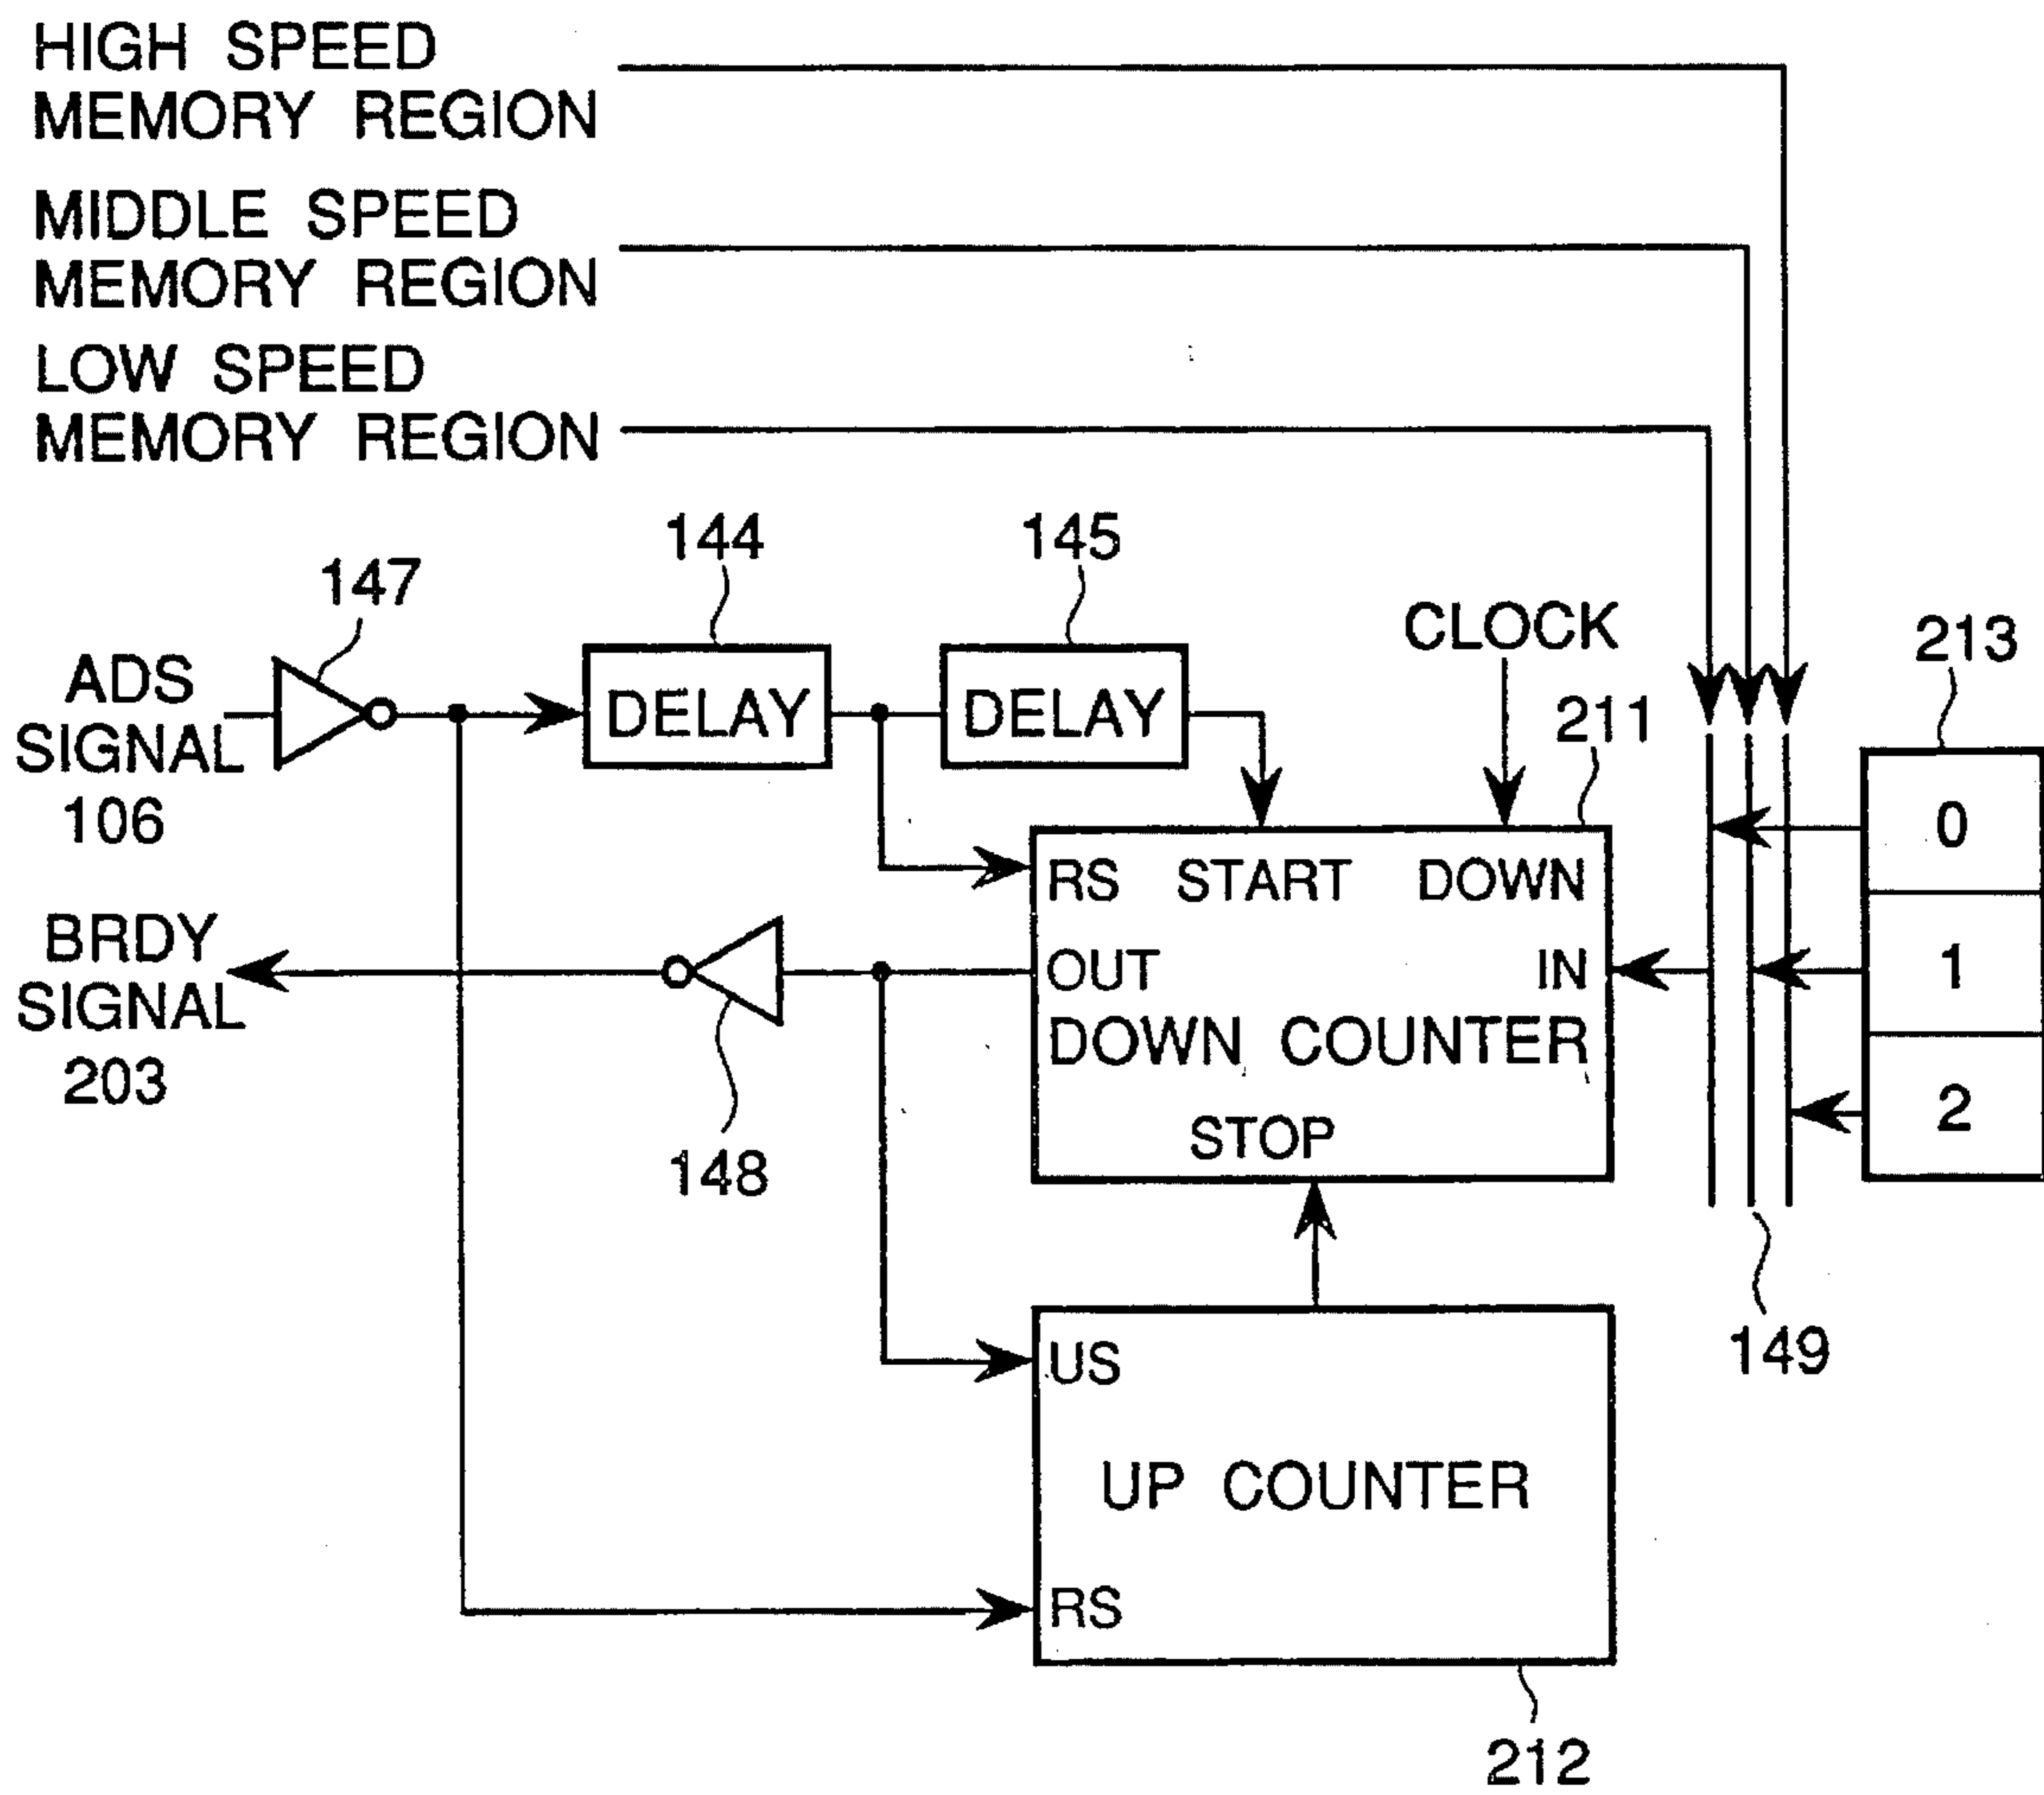 HIGH SPEED
MEMORY REGION
MIDDLE SPEED
MEMORY REGION
LOW SPEED
MEMORY REGION
144
145
147
CLOCK
213
ADS
SIGNAL
106
DELAY
DELAY
211
0
RS START DOWN
BRDY
SIGNAL
203
OUT IN
1
DOWN COUNTER
2
STOP
148
149
US
UP COUNTER
RS
212